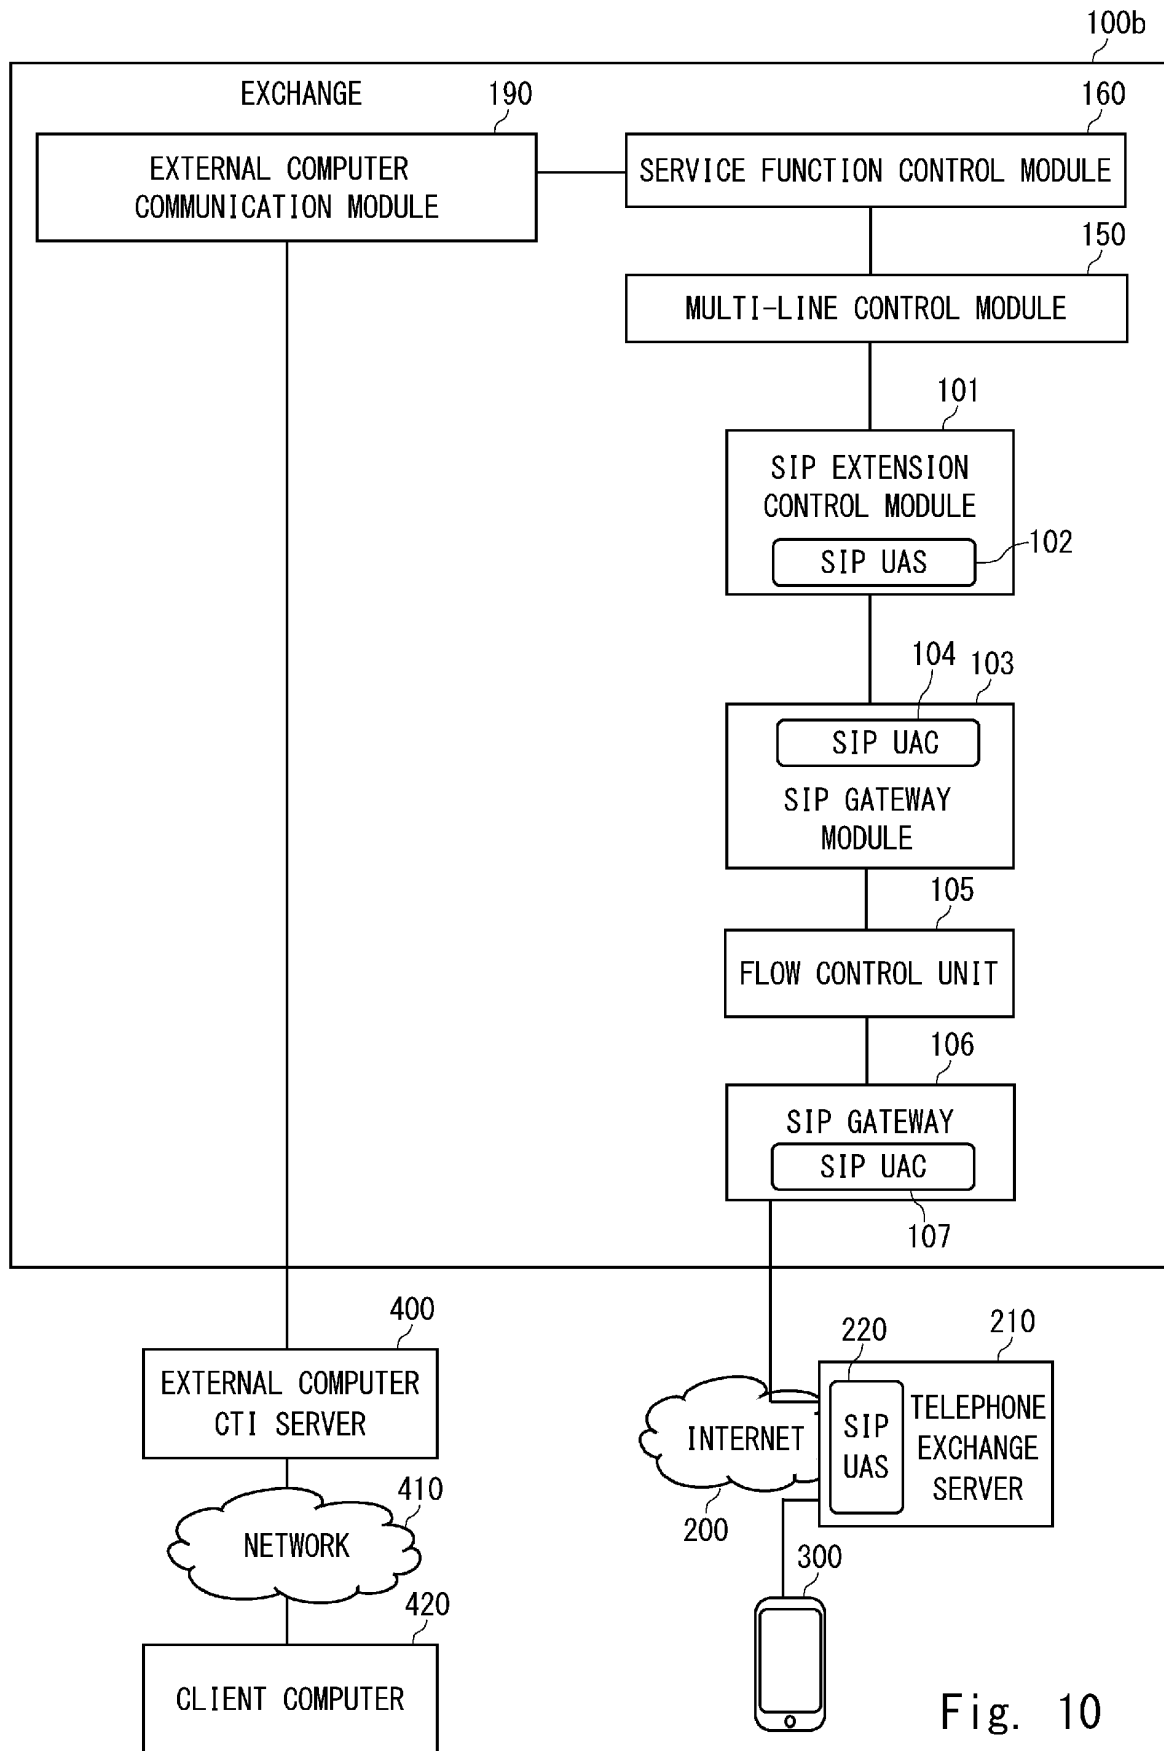 100b
EXCHANGE
190
160
EXTERNAL COMPUTER
COMMUNICATION MODULE
SERVICE FUNCTION CONTROL MODULE
150
MULTI-LINE CONTROL MODULE
101
SIP EXTENSION
CONTROL MODULE
SIP UAS
102
104
103
SIP UAC
SIP GATEWAY
MODULE
105
FLOW CONTROL UNIT
106
SIP GATEWAY
SIP UAC
107
400
EXTERNAL COMPUTER
CTI SERVER
410
NETWORK
420
CLIENT COMPUTER
220
210
INTERNET
200
SIP
UAS
TELEPHONE
EXCHANGE
SERVER
300
Fig. 10